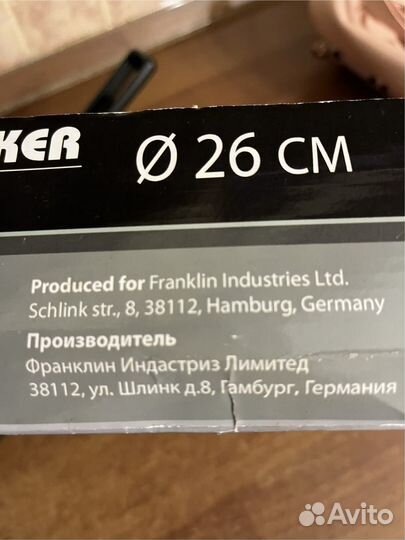 KER Ø 26 СМ
Produced for Franklin Industries Ltd.
Schlink str., 8, 38112, Hamburg, Germany
Производитель
Франклин Индастриз Лимитед
38112, ул. Шлинк д.8, Гамбург, Германия
Avito